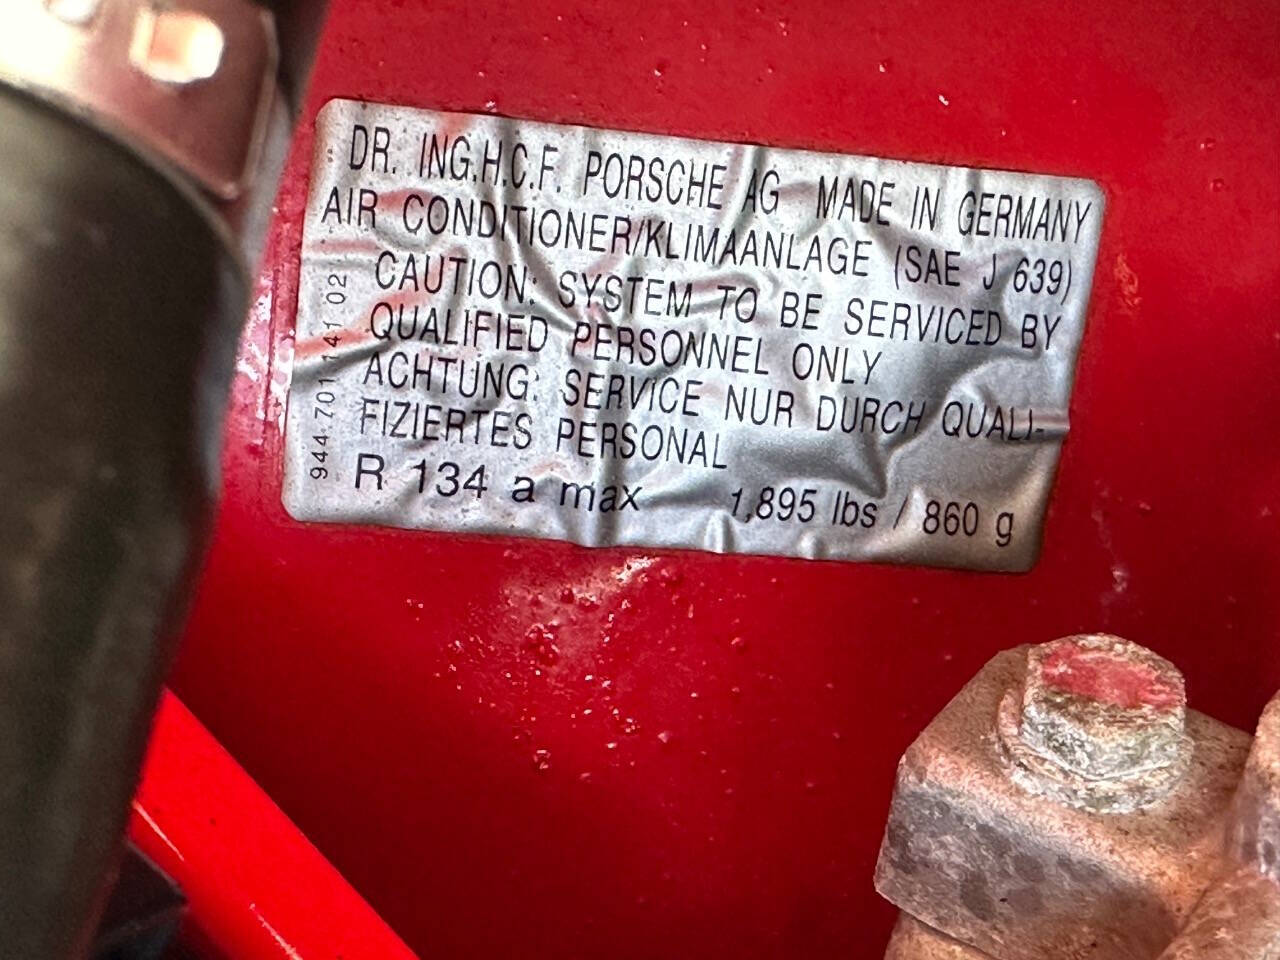 DR. ING.H.C.F. PORSCHE AG MADE IN GERMANY
AIR CONDITIONER/KLIMAANLAGE (SAE J 639)
CAUTION: SYSTEM TO BE SERVICED BY
QUALIFIED PERSONNEL ONLY
ACHTUNG: SERVICE NUR DURCH QUALI-
FIZIERTES PERSONAL
R 134 a max 1,895 lbs / 860 g
944 701 141 02